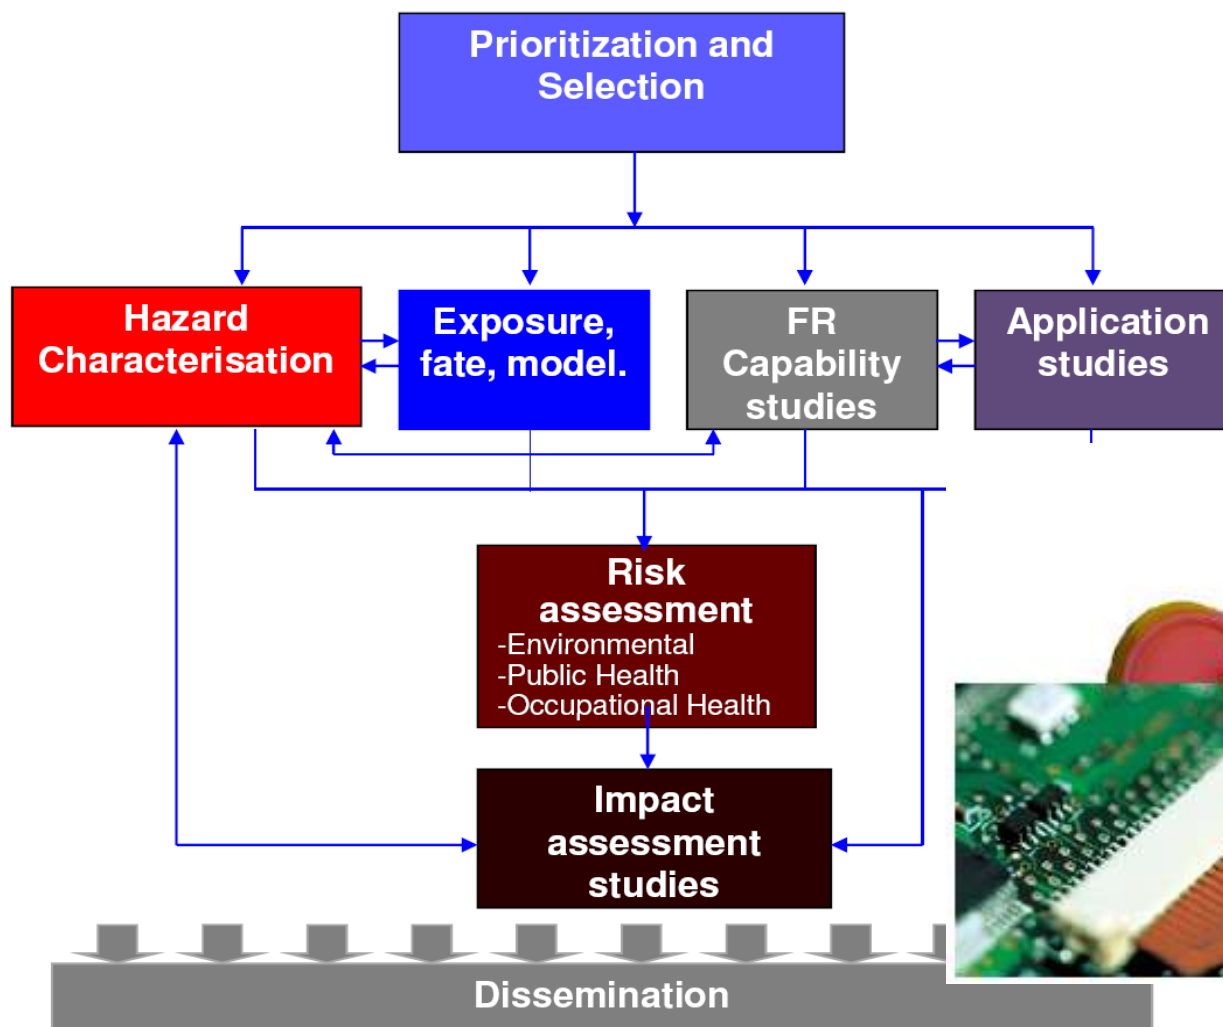 Prioritization and
Selection
Hazard
Characterisation
Exposure,
fate, model.
FR
Capability
studies
Application
studies
Risk
assessment
-Environmental
-Public Health
-Occupational Health
Impact
assessment
studies
Dissemination